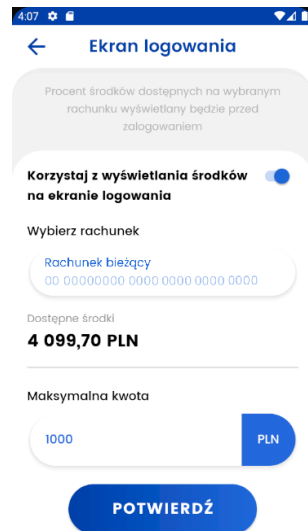 4:07
Ekran logowania
Procent środków dostępnych na wybranym
rachunku wyświetlany będzie przed
zalogowaniem
Korzystaj z wyświetlania środków
na ekranie logowania
Wybierz rachunek
Rachunek bieżący
00 00000000 0000 0000 0000 0000
Dostępne środki
4 099,70 PLN
Maksymalna kwota
1000
PLN
POTWIERDŹ